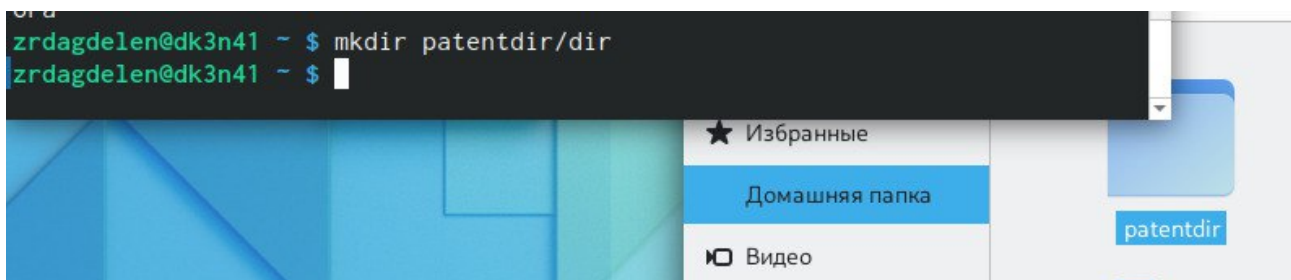 zrdagdelen@dk3n41 ~ $ mkdir patentdir/dir
zrdagdelen@dk3n41 ~ $
Избранные
Домашняя папка
patentdir
Видео